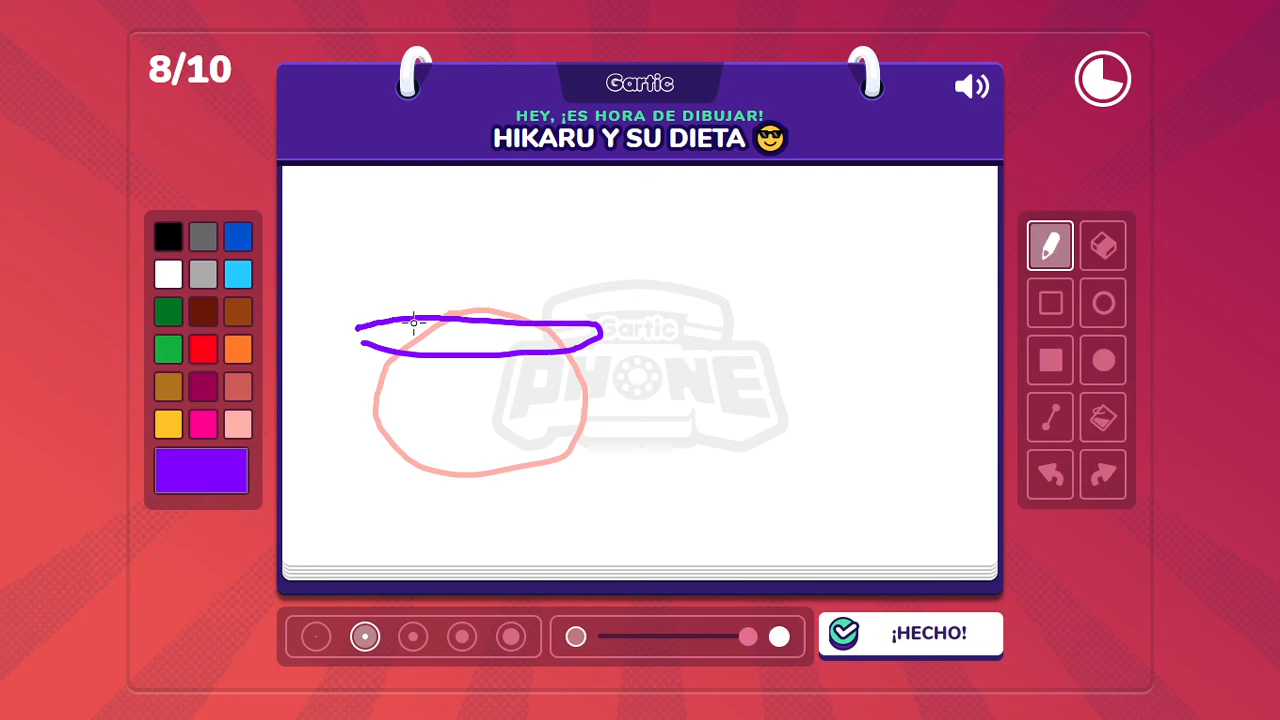 8/10
Gartic
HEY, ¡ES HORA DE DIBUJAR!
HIKARU Y SU DIETA 😎
Gartic
PHONE
¡HECHO!